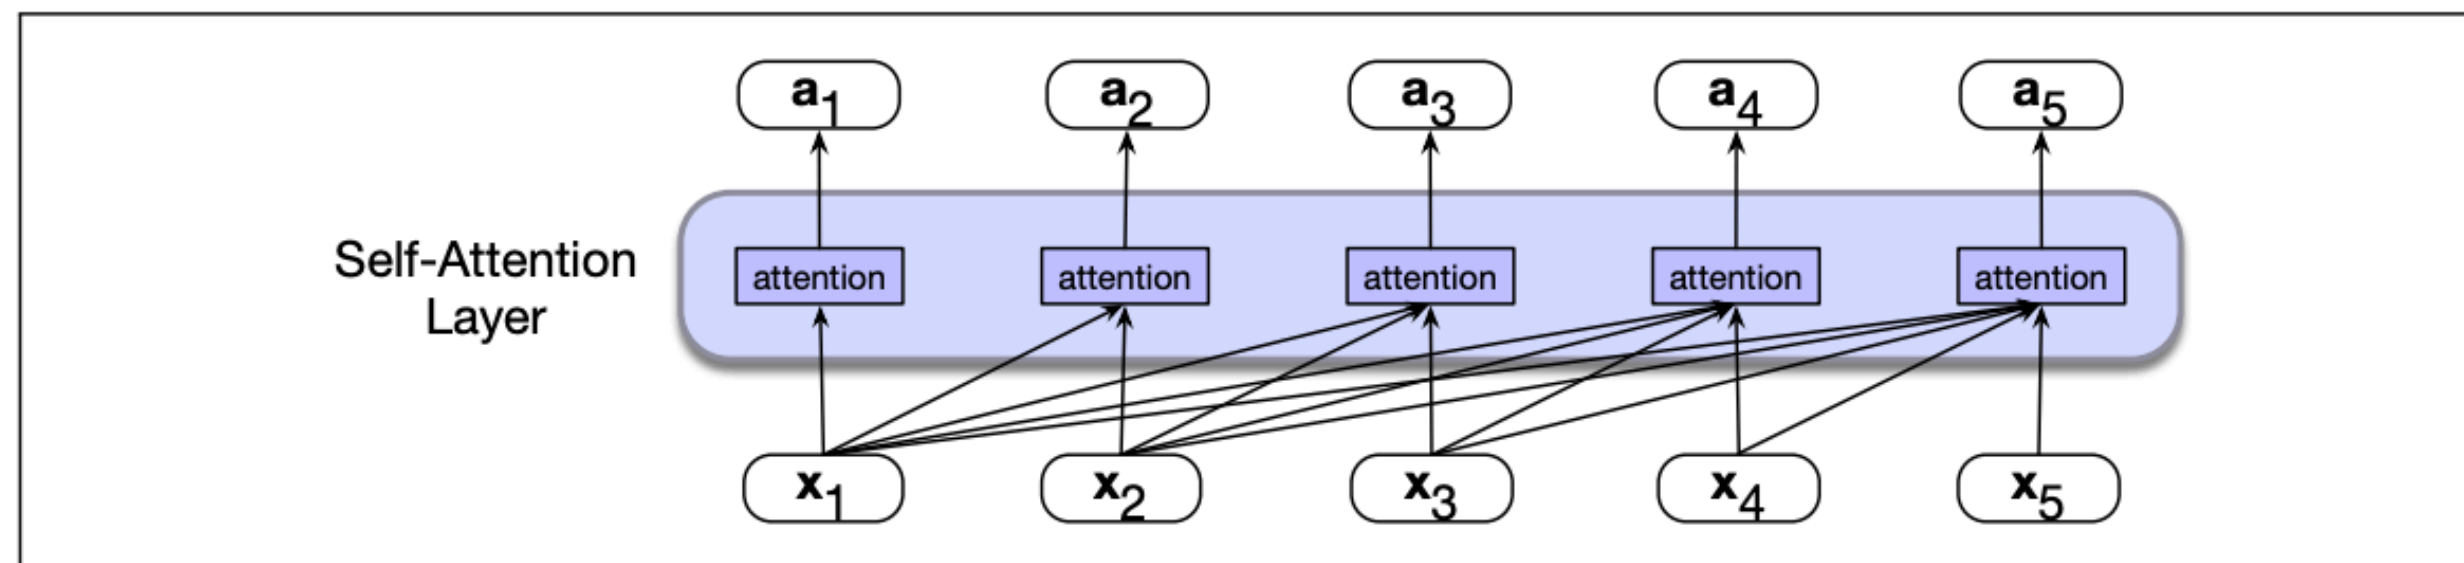 a1 a2 a3 a4 a5
Self-Attention
Layer
attention attention attention attention attention
x1 x2 x3 x4 x5